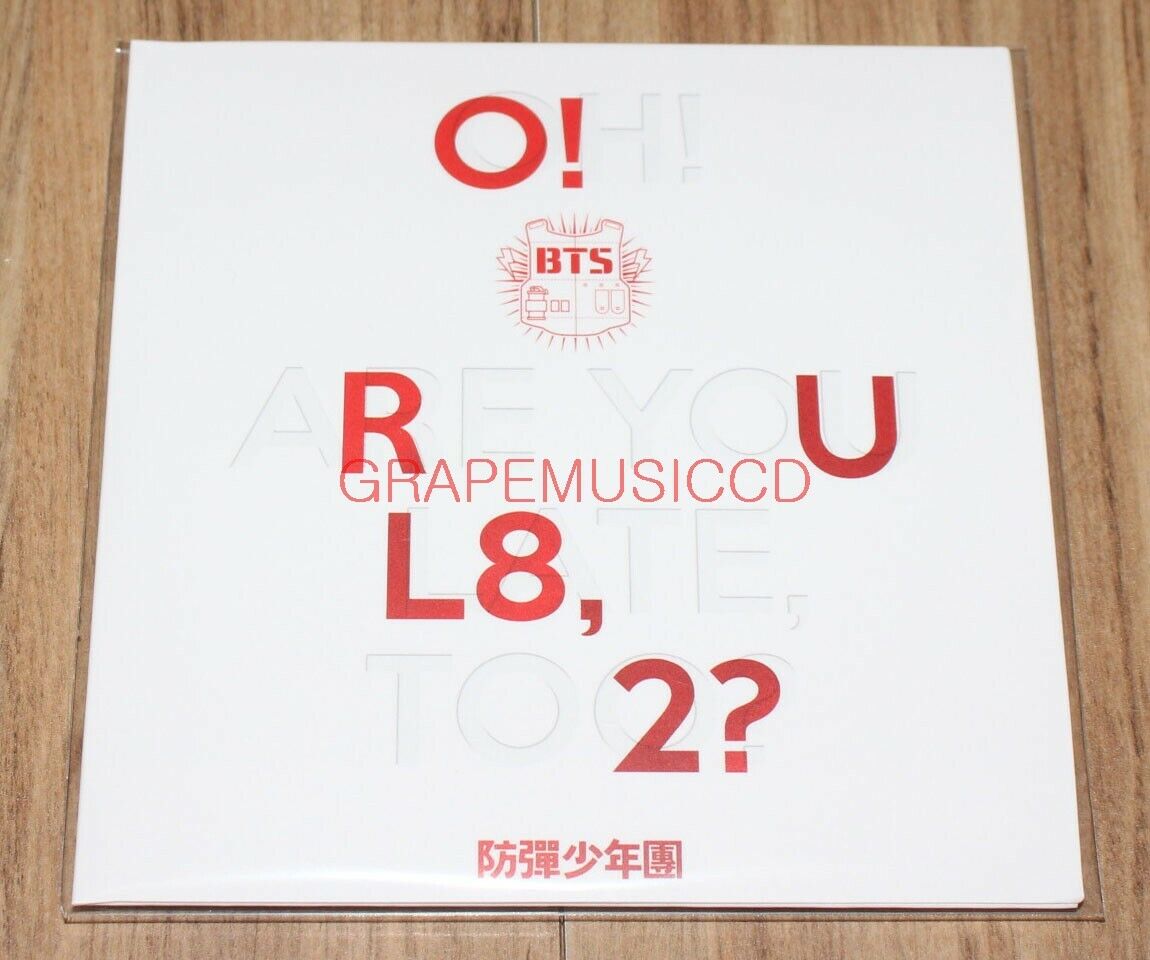 O!
OH!
BTS
R U
ARE YOU
GRAPEMUSICCD
L8,
LATE,
2?
TOO?
防彈少年團